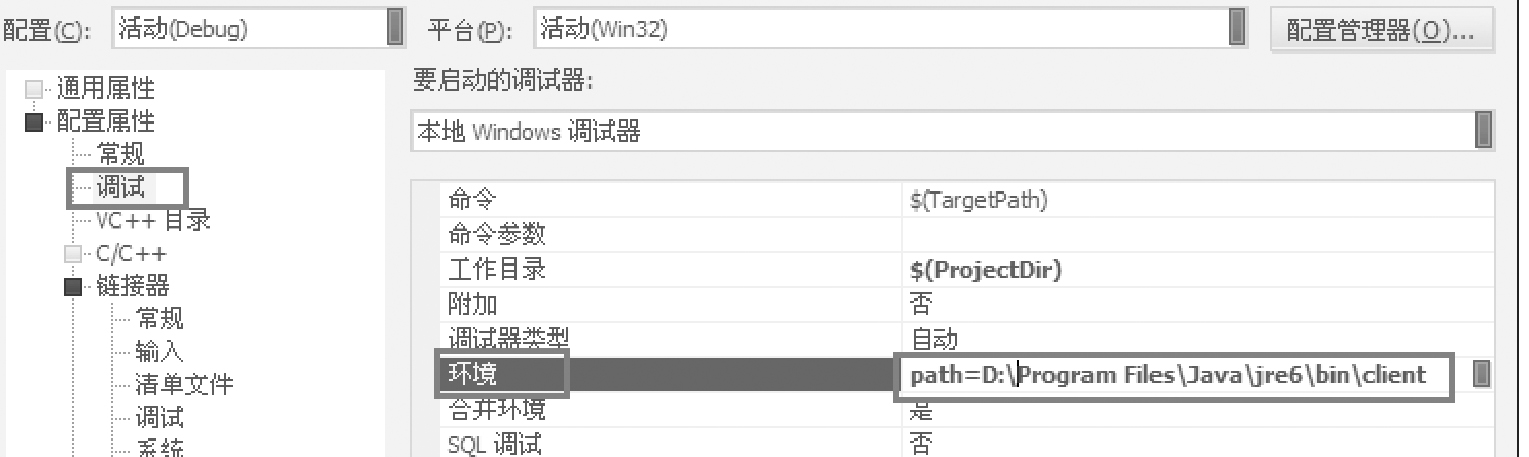 配置(C): 活动(Debug) 平台(P): 活动(Win32) 配置管理器(O)...
通用属性
配置属性
常规
调试
VC++ 目录
C/C++
链接器
常规
输入
清单文件
调试
系统
要启动的调试器:
本地 Windows 调试器
命令 $(TargetPath)
命令参数
工作目录 $(ProjectDir)
附加 否
调试器类型 自动
环境 path=D:\Program Files\Java\jre6\bin\client
合并环境 是
SQL 调试 否